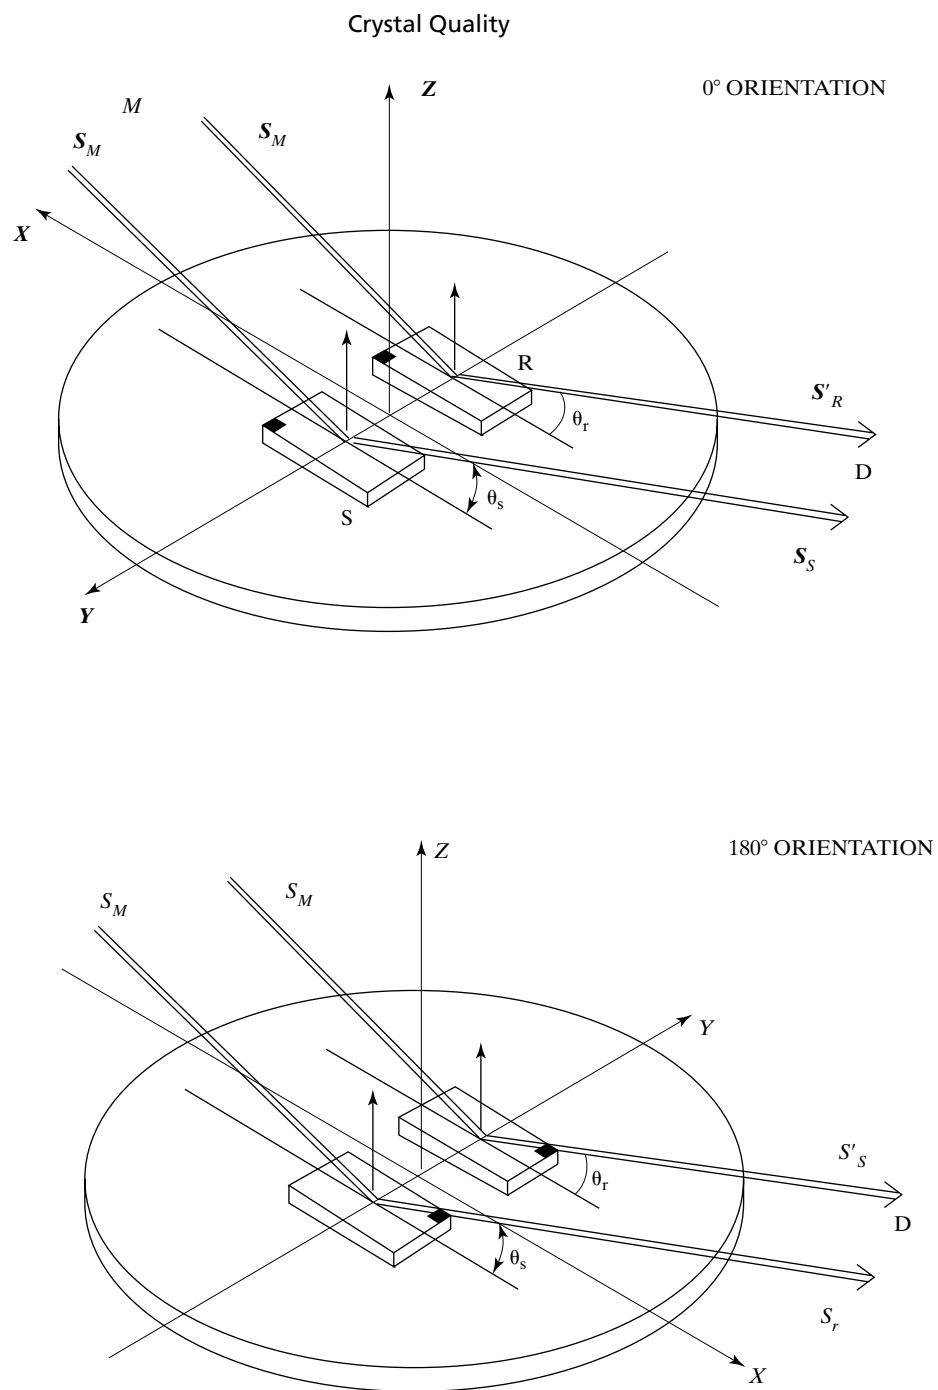 Crystal Quality
Z
0° ORIENTATION
M
S_M
S_M
X
R
S'_R
θ_r
D
θ_s
S
S_S
Y
Z
180° ORIENTATION
S_M
S_M
Y
S'_S
θ_r
D
θ_s
S_r
X